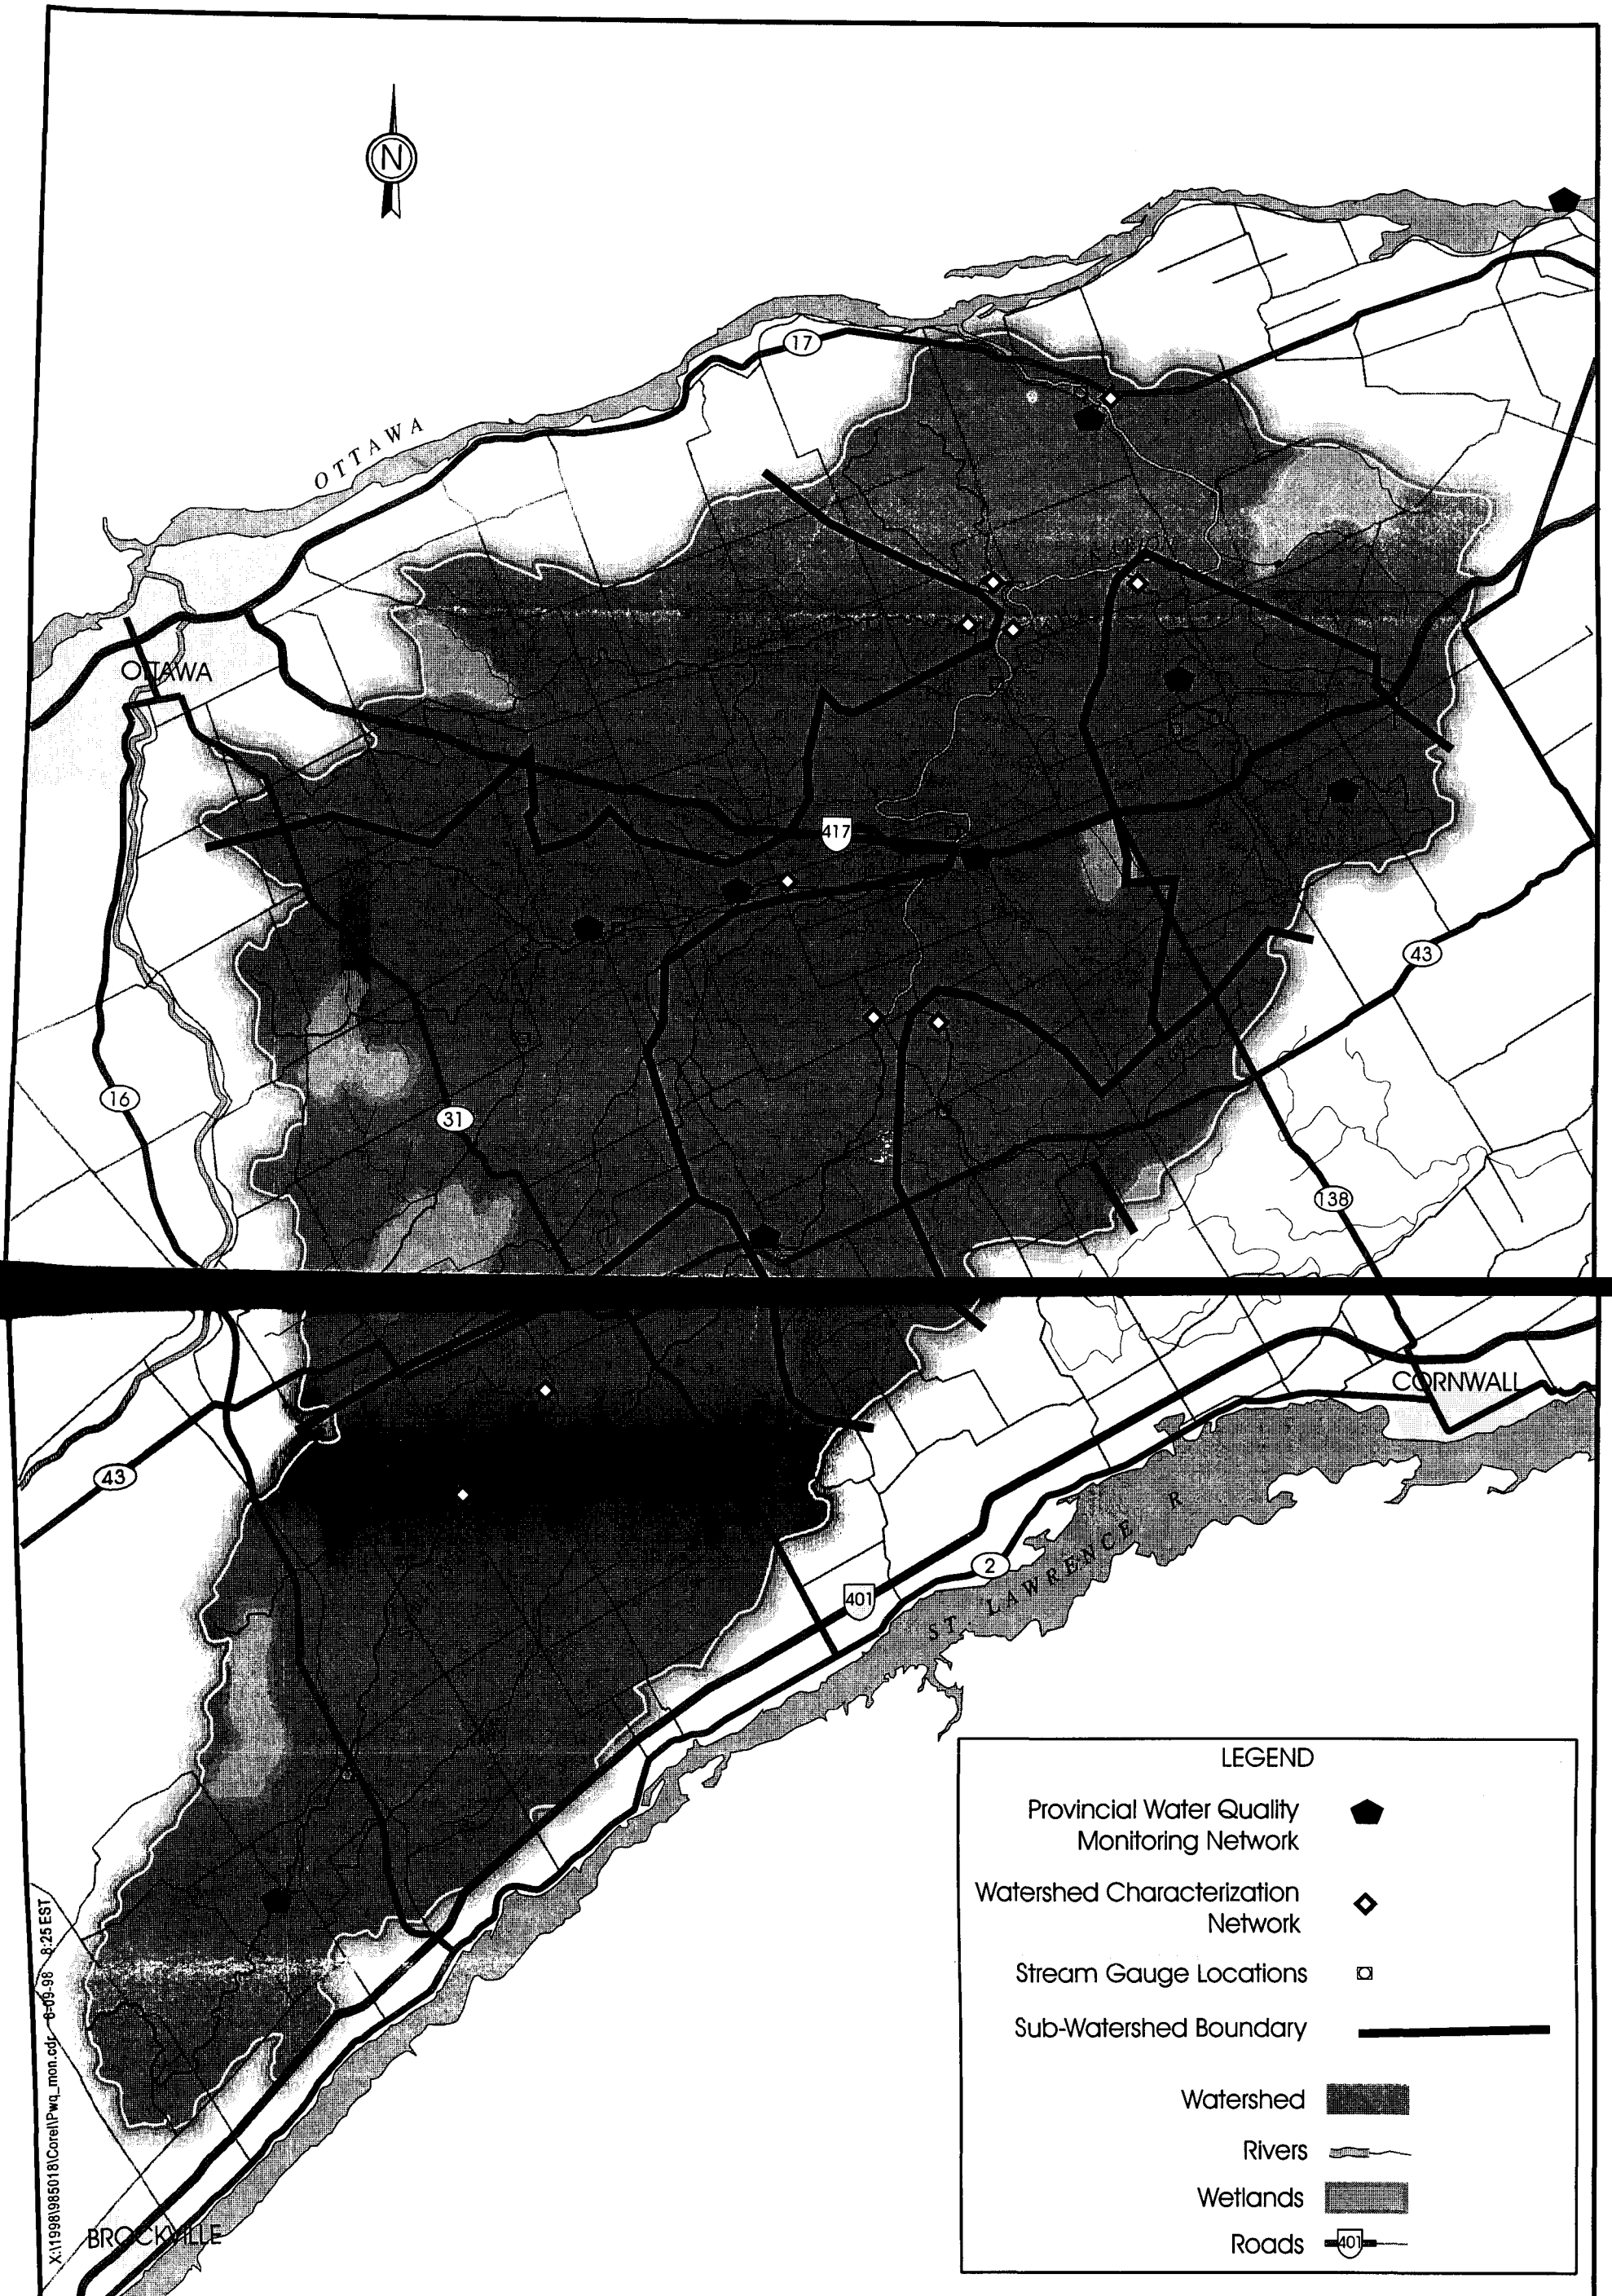 N
17
OTTAWA
OTTAWA
417
43
16
31
138
CORNWALL
43
2
401
ST. LAWRENCE R
LEGEND
Provincial Water Quality
Monitoring Network
Watershed Characterization
Network
Stream Gauge Locations
Sub-Watershed Boundary
Watershed
Rivers
Wetlands
Roads 401
BROCKVILLE
X:\1998\985018\Corel\Pwq_mon.cdr 6-09-98 8:25 EST